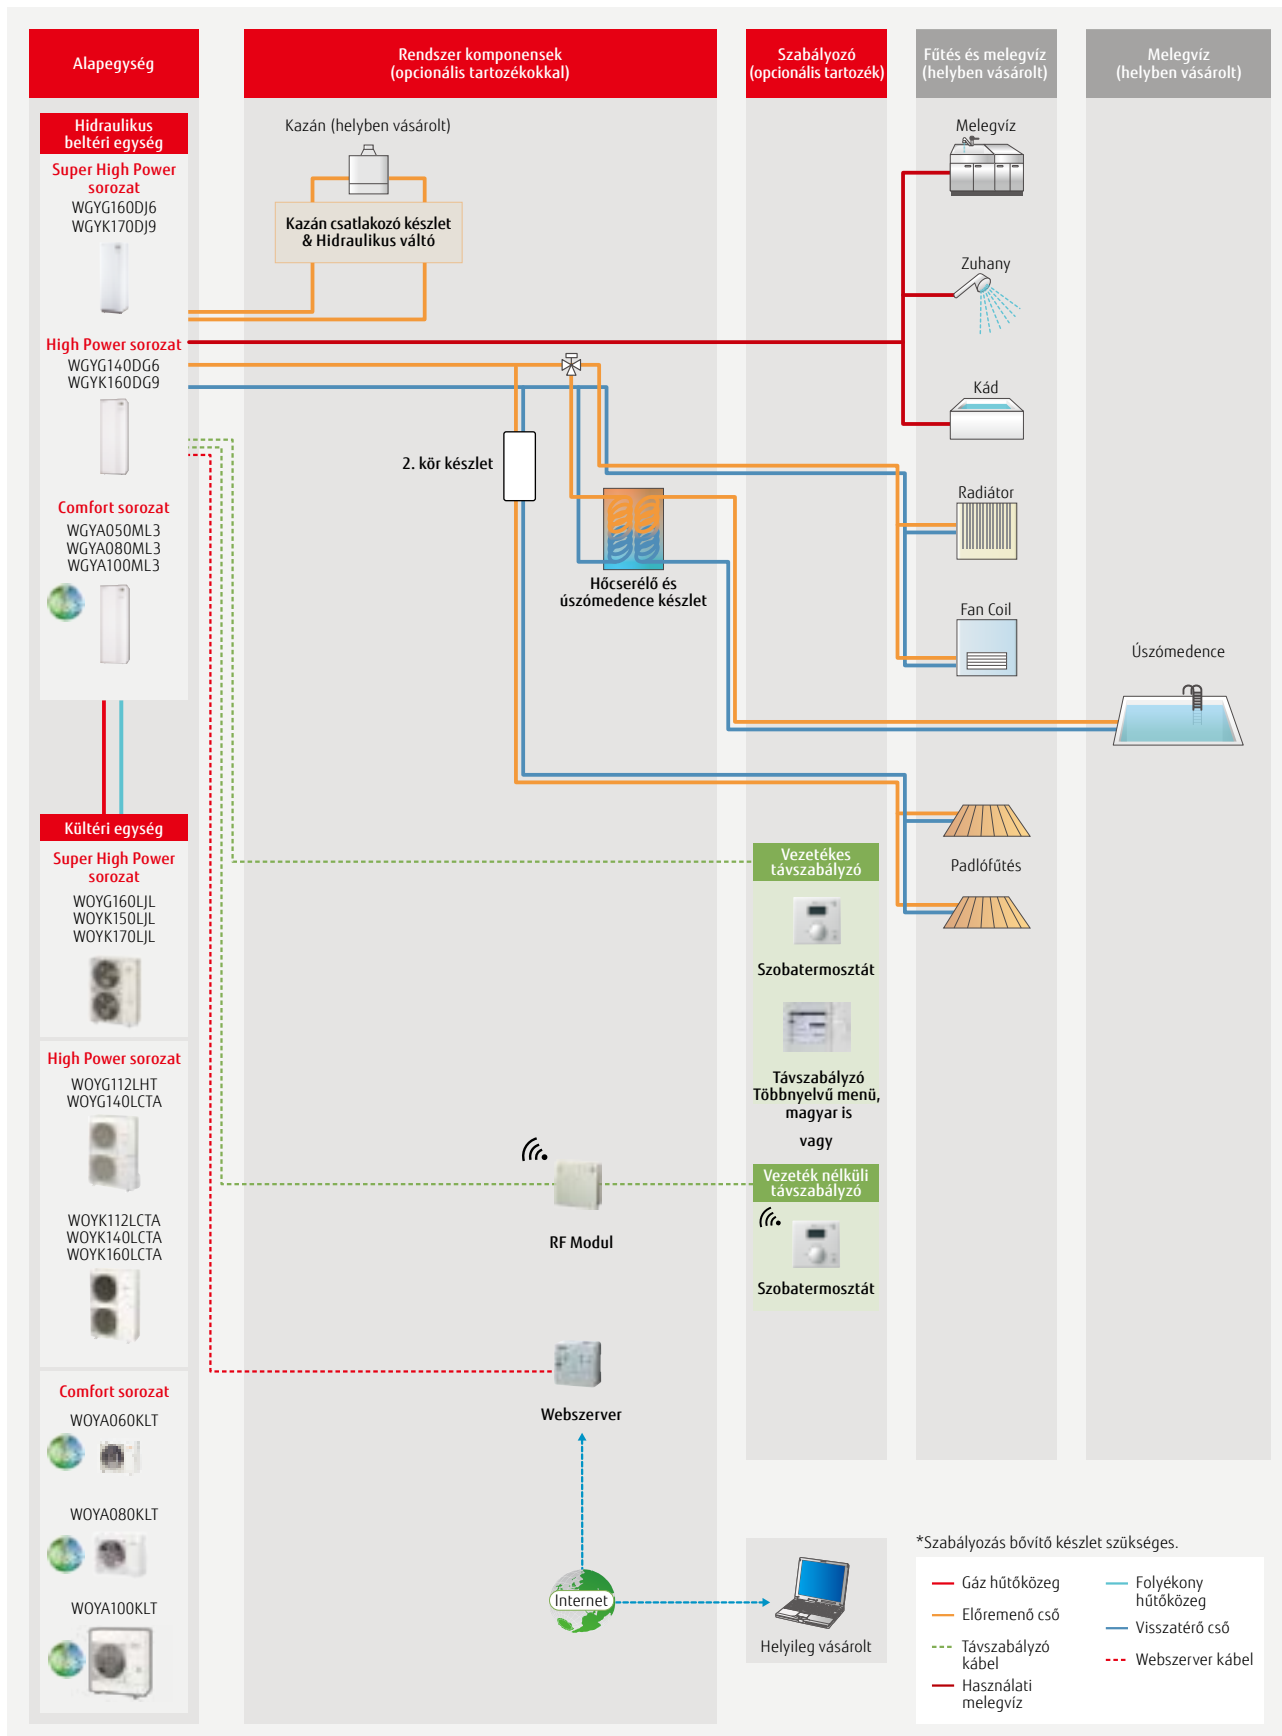 Alapegység
Rendszer komponensek
(opcionális tartozékokkal)
Szabályozó
(opcionális tartozék)
Fűtés és melegvíz
(helyben vásárolt)
Melegvíz
(helyben vásárolt)
Hidraulikus
beltéri egység
Super High Power
sorozat
WGYG160DJ6
WGYK170DJ9
High Power sorozat
WGYG140DG6
WGYK160DG9
Comfort sorozat
WGYA050ML3
WGYA080ML3
WGYA100ML3
Kültéri egység
Super High Power
sorozat
WOYG160LJL
WOYK150LJL
WOYK170LJL
High Power sorozat
WOYG112LHT
WOYG140LCTA
WOYK112LCTA
WOYK140LCTA
WOYK160LCTA
Comfort sorozat
WOYA060KLT
WOYA080KLT
WOYA100KLT
Kazán (helyben vásárolt)
Kazán csatlakozó készlet
& Hidraulikus váltó
2. kör készlet
Hőcserélő és
úszómedence készlet
RF Modul
Webszerver
Internet
Vezetékes
távszabályzó
Szobatermosztát
Távszabályzó
Többnyelvű menü,
magyar is
vagy
Vezeték nélküli
távszabályzó
Szobatermosztát
Helyileg vásárolt
Melegvíz
Zuhany
Kád
Radiátor
Fan Coil
Padlófűtés
Úszómedence
*Szabályozás bővítő készlet szükséges.
Gáz hűtőközeg
Előremenő cső
Távszabályzó
kábel
Használati
melegvíz
Folyékony
hűtőközeg
Visszatérő cső
Webszerver kábel